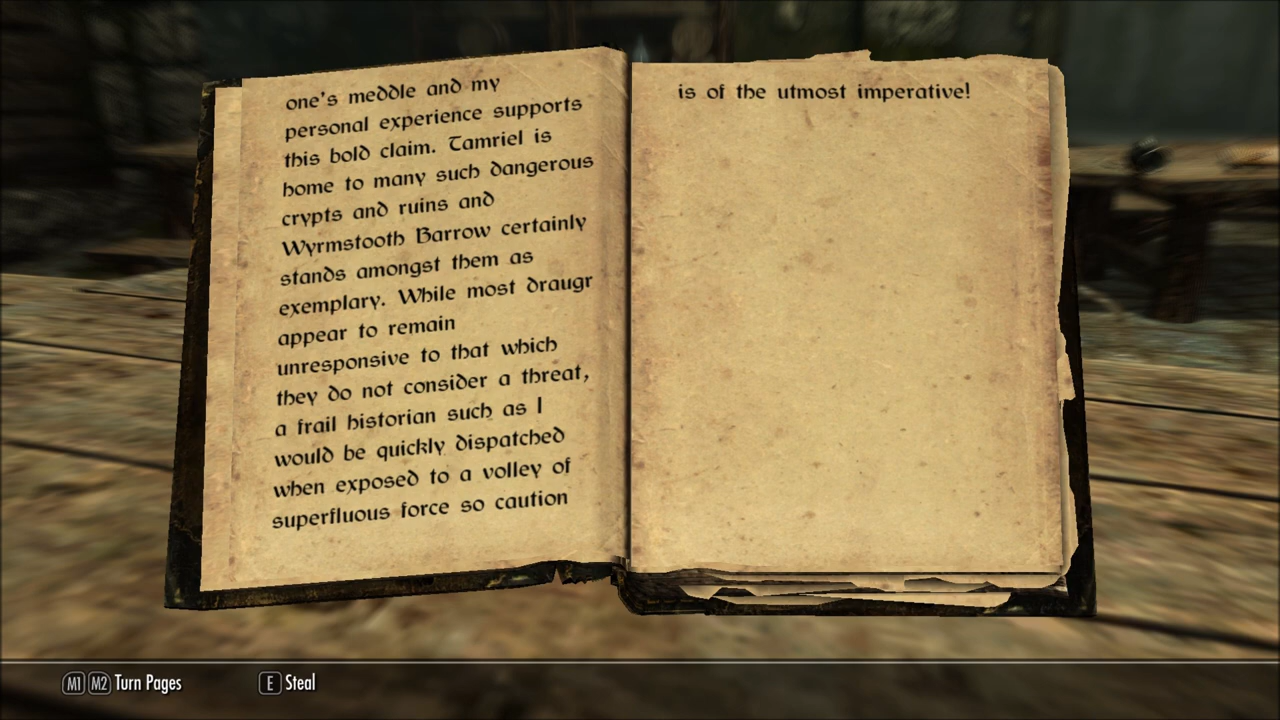 one's meddle and my
personal experience supports
this bold claim. Tamriel is
home to many such dangerous
crypts and ruins and
Wyrmstooth Barrow certainly
stands amongst them as
exemplary. While most draugr
appear to remain
unresponsive to that which
they do not consider a threat,
a frail historian such as I
would be quickly dispatched
when exposed to a volley of
superfluous force so caution
is of the utmost imperative!
M1 M2 Turn Pages
E Steal